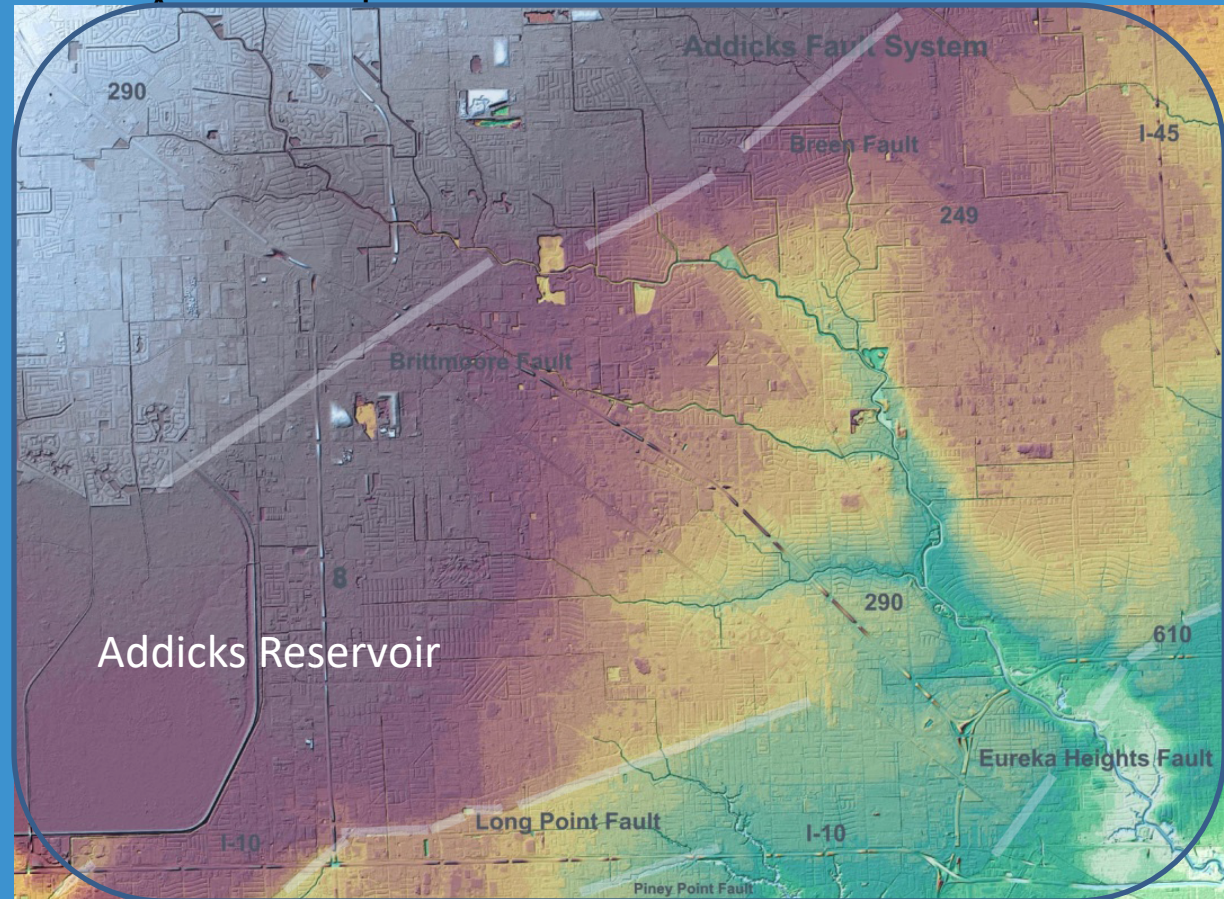 Addicks Fault System
290
I-45
Breen Fault
249
Brittmoore Fault
8
290
610
Addicks Reservoir
Eureka Heights Fault
Long Point Fault
I-10
I-10
Piney Point Fault